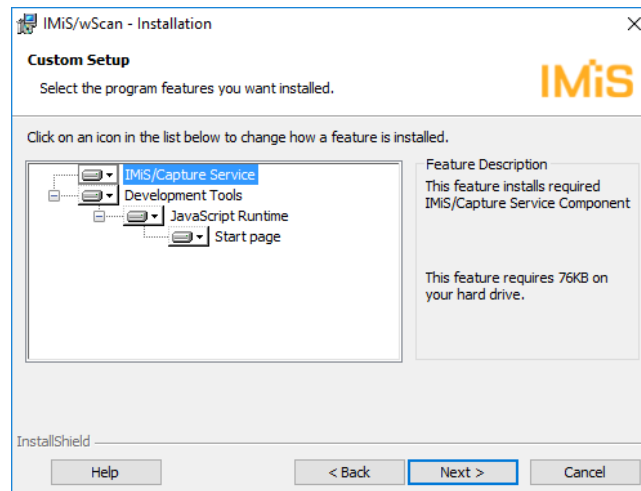 IMiS/wScan - Installation
Custom Setup
Select the program features you want installed.
IMiS
Click on an icon in the list below to change how a feature is installed.
IMiS/Capture Service
Development Tools
JavaScript Runtime
Start page
Feature Description
This feature installs required
IMiS/Capture Service Component
This feature requires 76KB on
your hard drive.
InstallShield
Help
< Back
Next >
Cancel